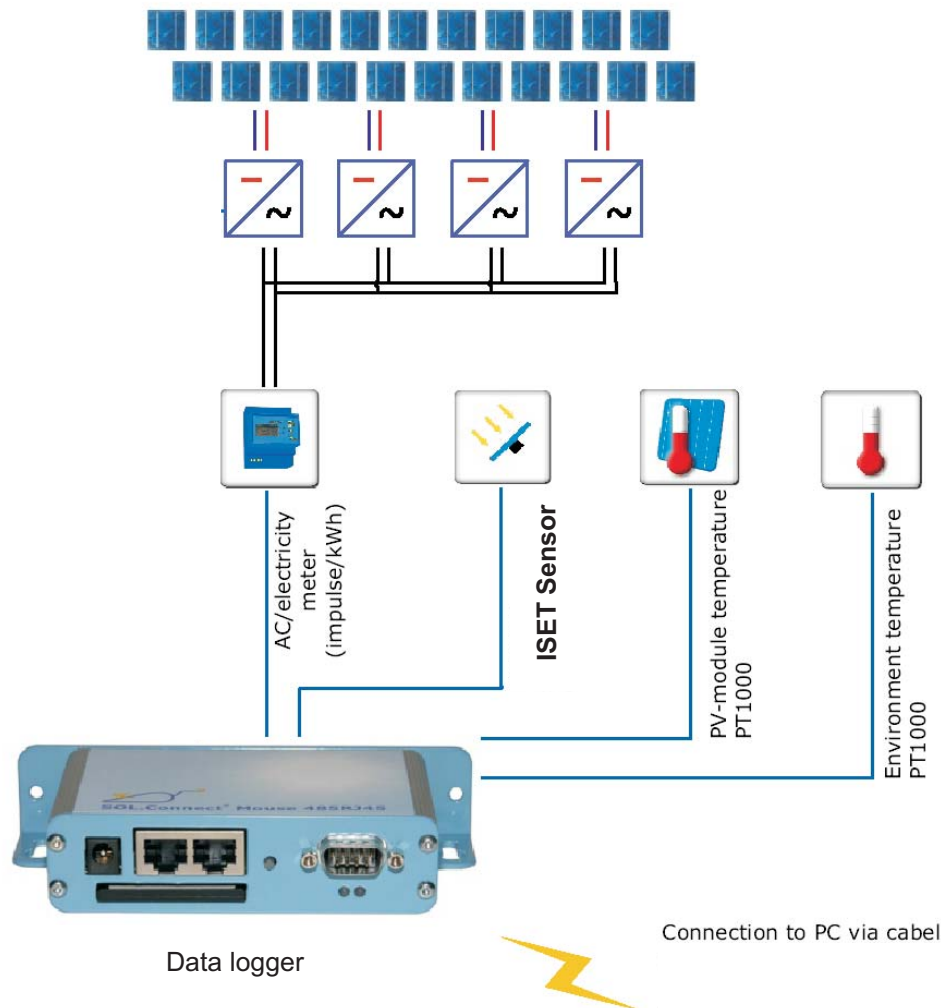 AC/electricity
meter
(impulse/kWh)
ISET Sensor
PV-module temperature
PT1000
Environment temperature
PT1000
SOL.Connect® Mouse 485RJ45
Data logger
Connection to PC via cabel